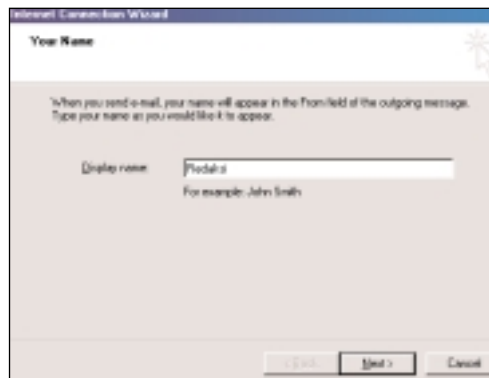 Internet Connection Wizard
Your Name
When you send e-mail, your name will appear in the From field of the outgoing message.
Type your name as you would like it to appear.
Display name: Redaksi
For example: John Smith
< Back Next > Cancel